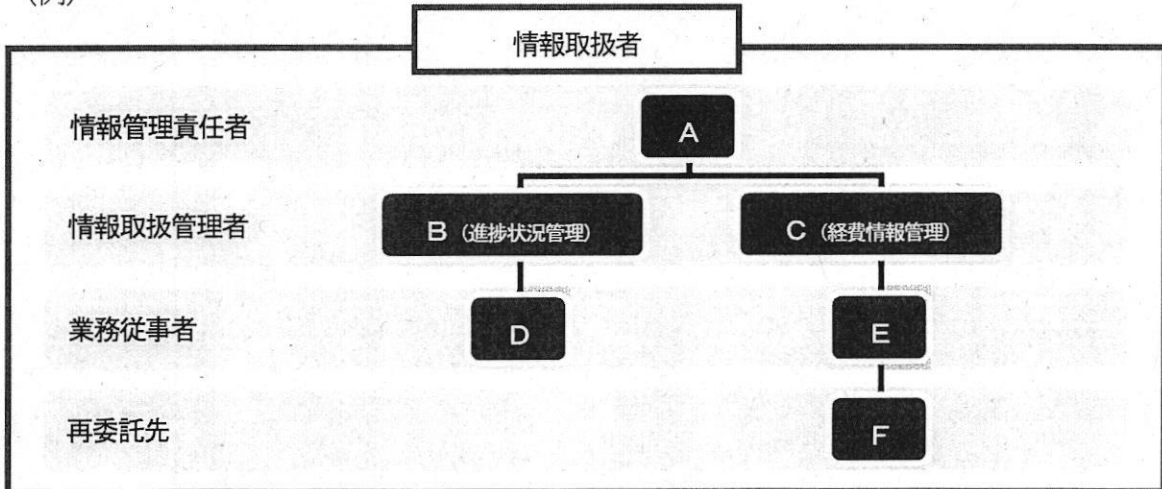 (例)
情報取扱者
情報管理責任者
A
情報取扱管理者
B (進捗状況管理)
C (経費情報管理)
業務従事者
D
E
再委託先
F